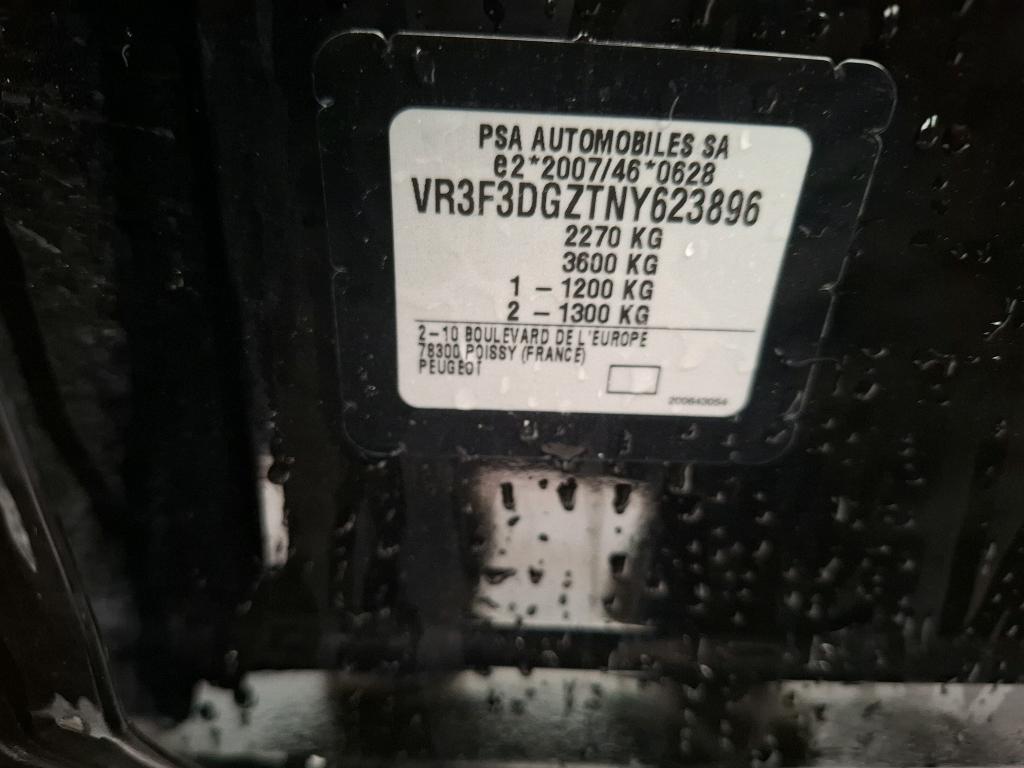 PSA AUTOMOBILES SA
e2*2007/46*0628
VR3F3DGZTNY623896
2270 KG
3600 KG
1 - 1200 KG
2 - 1300 KG
2-10 BOULEVARD DE L'EUROPE
78300 POISSY (FRANCE)
PEUGEOT
200643054